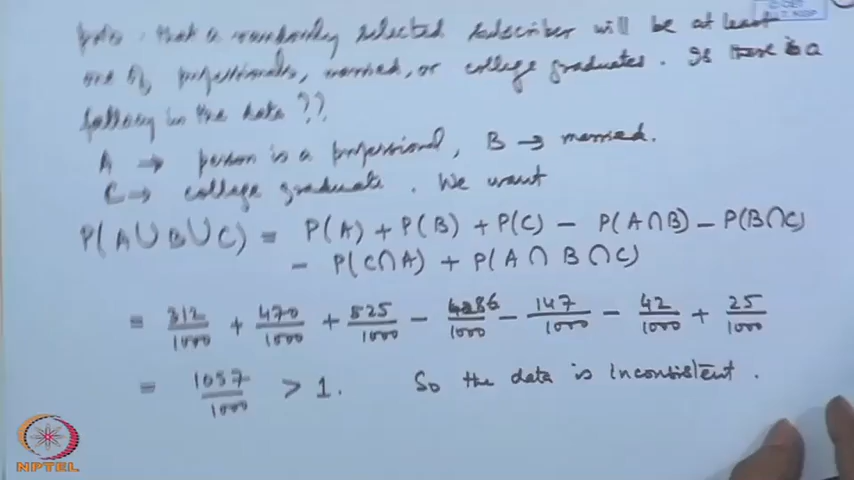 prob. that a randomly selected subscriber will be at least
one of professionals, married, or college graduates. Is there is a
fallacy in the data ??
A → person is a professional, B → married.
C → college graduate. We want
P(A∪B∪C) = P(A) + P(B) + P(C) − P(A∩B) − P(B∩C)
− P(C∩A) + P(A∩B∩C)
= 312/1000 + 470/1000 + 525/1000 − 86/1000 − 147/1000 − 42/1000 + 25/1000
= 1057/1000 > 1. So the data is inconsistent.
NPTEL